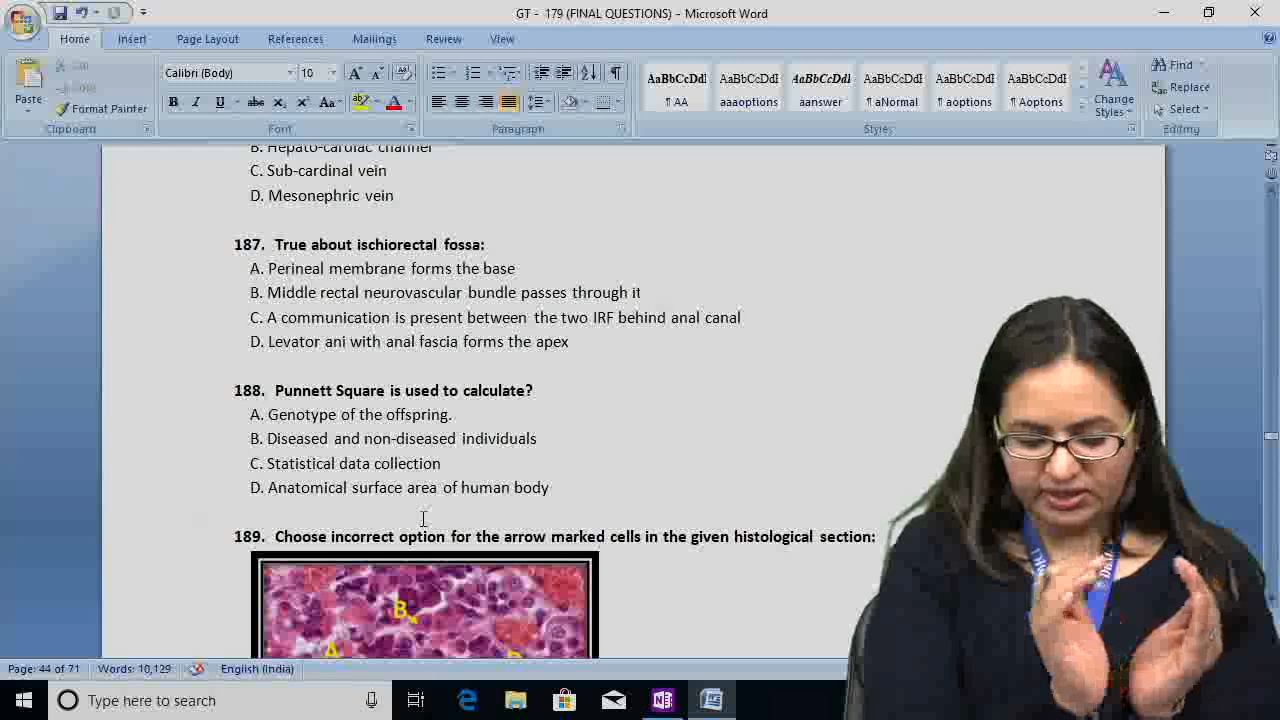 GT - 179 (FINAL QUESTIONS) - Microsoft Word
Home Insert Page Layout References Mailings Review View
Calibri (Body) 10
AaBbCcDdI AaBbCcDdI AaBbCcDdI AaBbCcDdI AaBbCcDdI AaBbCcDdI
Paste Cut
Copy
Format Painter
¶ AA aaaoptions aanswer ¶ aNormal ¶ aoptions ¶ Aoptons
Change Styles
Find
Replace
Select
Clipboard Font Paragraph Styles Editing
B. Hepato-cardiac channel
C. Sub-cardinal vein
D. Mesonephric vein
187. True about ischiorectal fossa:
A. Perineal membrane forms the base
B. Middle rectal neurovascular bundle passes through it
C. A communication is present between the two IRF behind anal canal
D. Levator ani with anal fascia forms the apex
188. Punnett Square is used to calculate?
A. Genotype of the offspring.
B. Diseased and non-diseased individuals
C. Statistical data collection
D. Anatomical surface area of human body
189. Choose incorrect option for the arrow marked cells in the given histological section:
B
A
Page: 44 of 71 Words: 10,129 English (India)
Type here to search